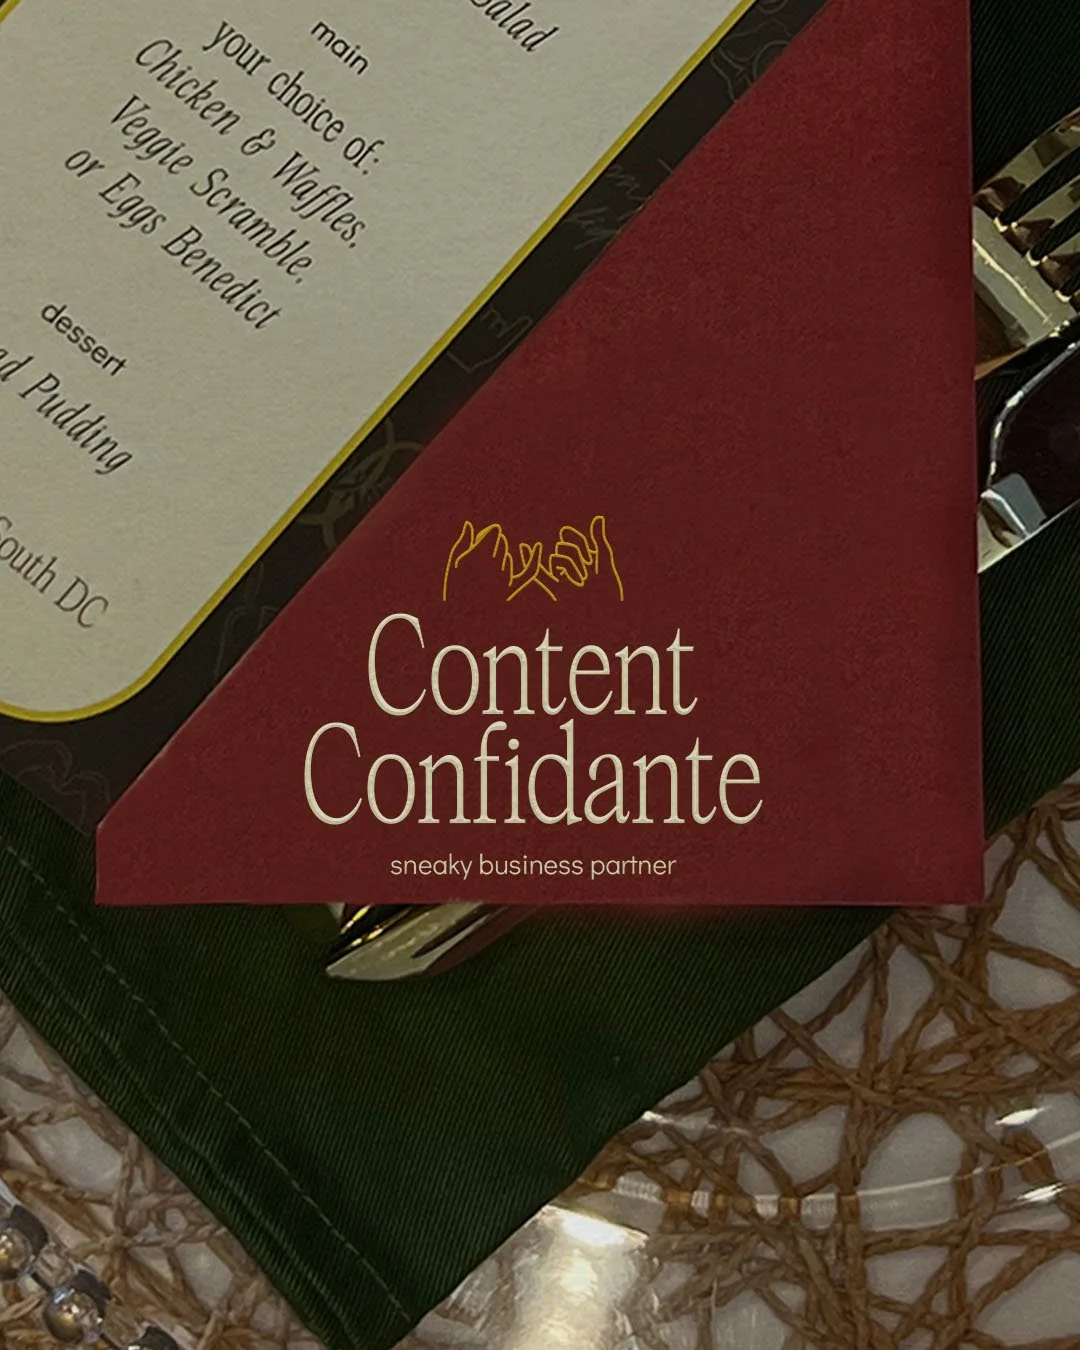 Salad
main
your choice of:
Chicken & Waffles,
Veggie Scramble,
or Eggs Benedict
dessert
Pudding
South DC
Content
Confidante
sneaky business partner